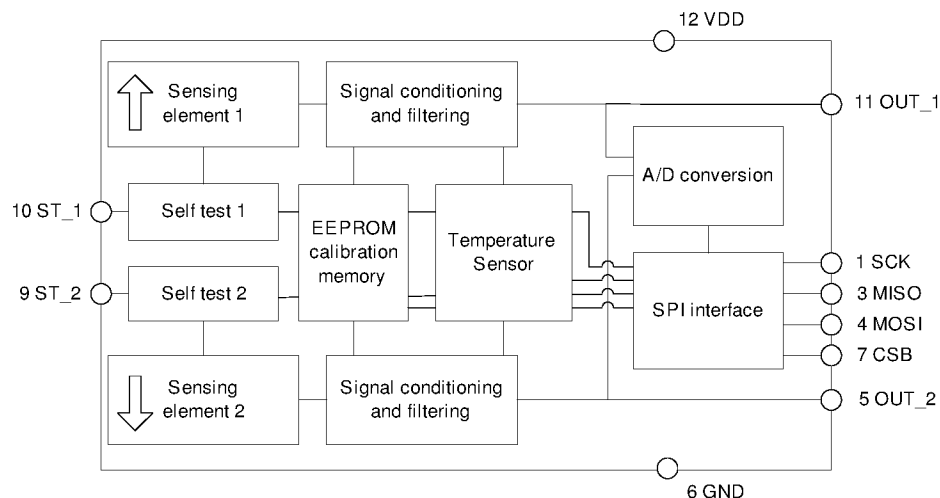 12 VDD
Sensing
element 1
Signal conditioning
and filtering
11 OUT_1
A/D conversion
10 ST_1
Self test 1
EEPROM
calibration
memory
Temperature
Sensor
9 ST_2
Self test 2
SPI interface
1 SCK
3 MISO
4 MOSI
7 CSB
Sensing
element 2
Signal conditioning
and filtering
5 OUT_2
6 GND